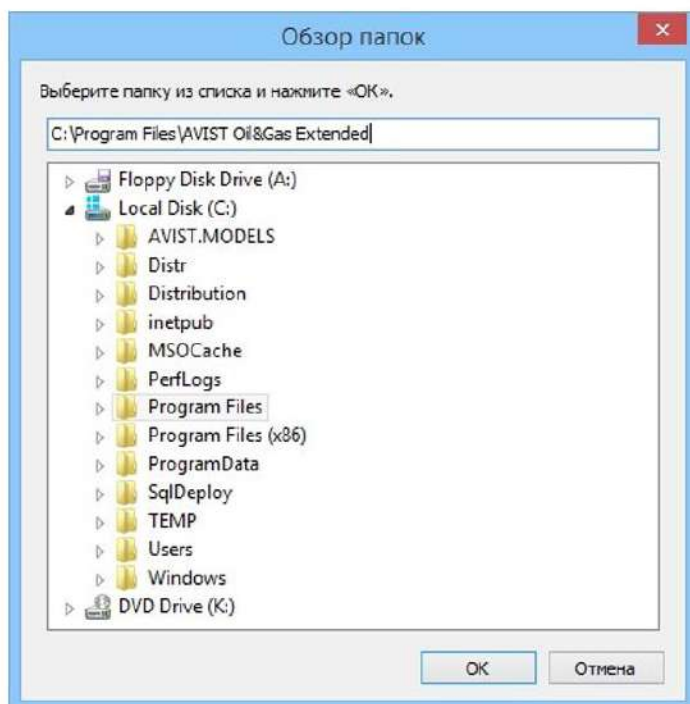 Обзор папок
Выберите папку из списка и нажмите «ОК».
C:\Program Files\AVIST Oil&Gas Extended
Floppy Disk Drive (A:)
Local Disk (C:)
AVIST.MODELS
Distr
Distribution
inetpub
MSOCache
PerfLogs
Program Files
Program Files (x86)
ProgramData
SqlDeploy
TEMP
Users
Windows
DVD Drive (K:)
ОК Отмена